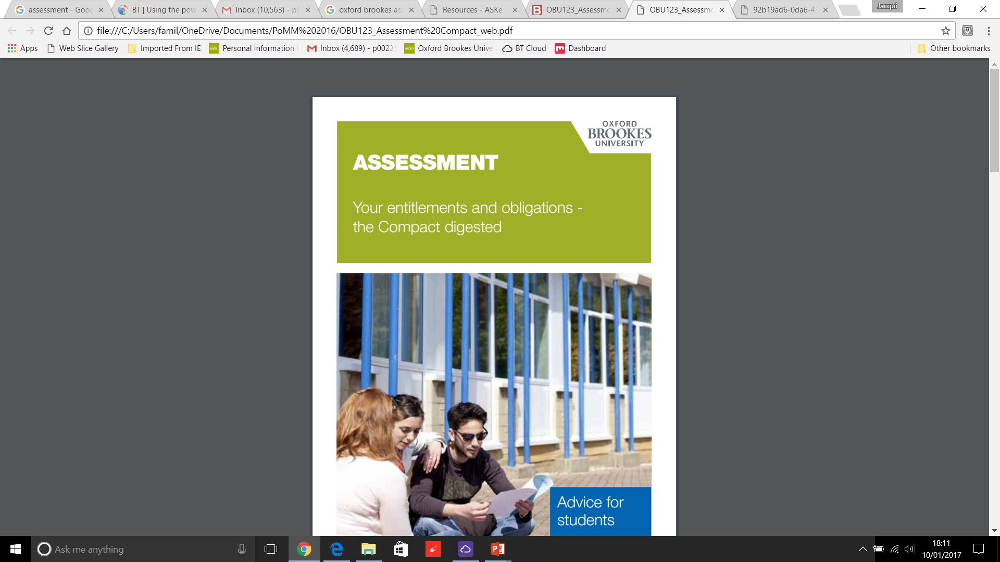 assessment - Goo
BT | Using the pow
Inbox (10,563) - p0
oxford brookes as
Resources - ASKe -
OBU123_Assessme
OBU123_Assessme
92b19ad6-0da6-4
Jacqui
file:///C:/Users/famil/OneDrive/Documents/PoMM%202016/OBU123_Assessment%20Compact_web.pdf
Apps
Web Slice Gallery
Imported From IE
Personal Information
Inbox (4,689) - p0023
Oxford Brookes Unive
BT Cloud
Dashboard
Other bookmarks
OXFORD
BROOKES
UNIVERSITY
ASSESSMENT
Your entitlements and obligations -
the Compact digested
Advice for
students
Ask me anything
18:11
10/01/2017